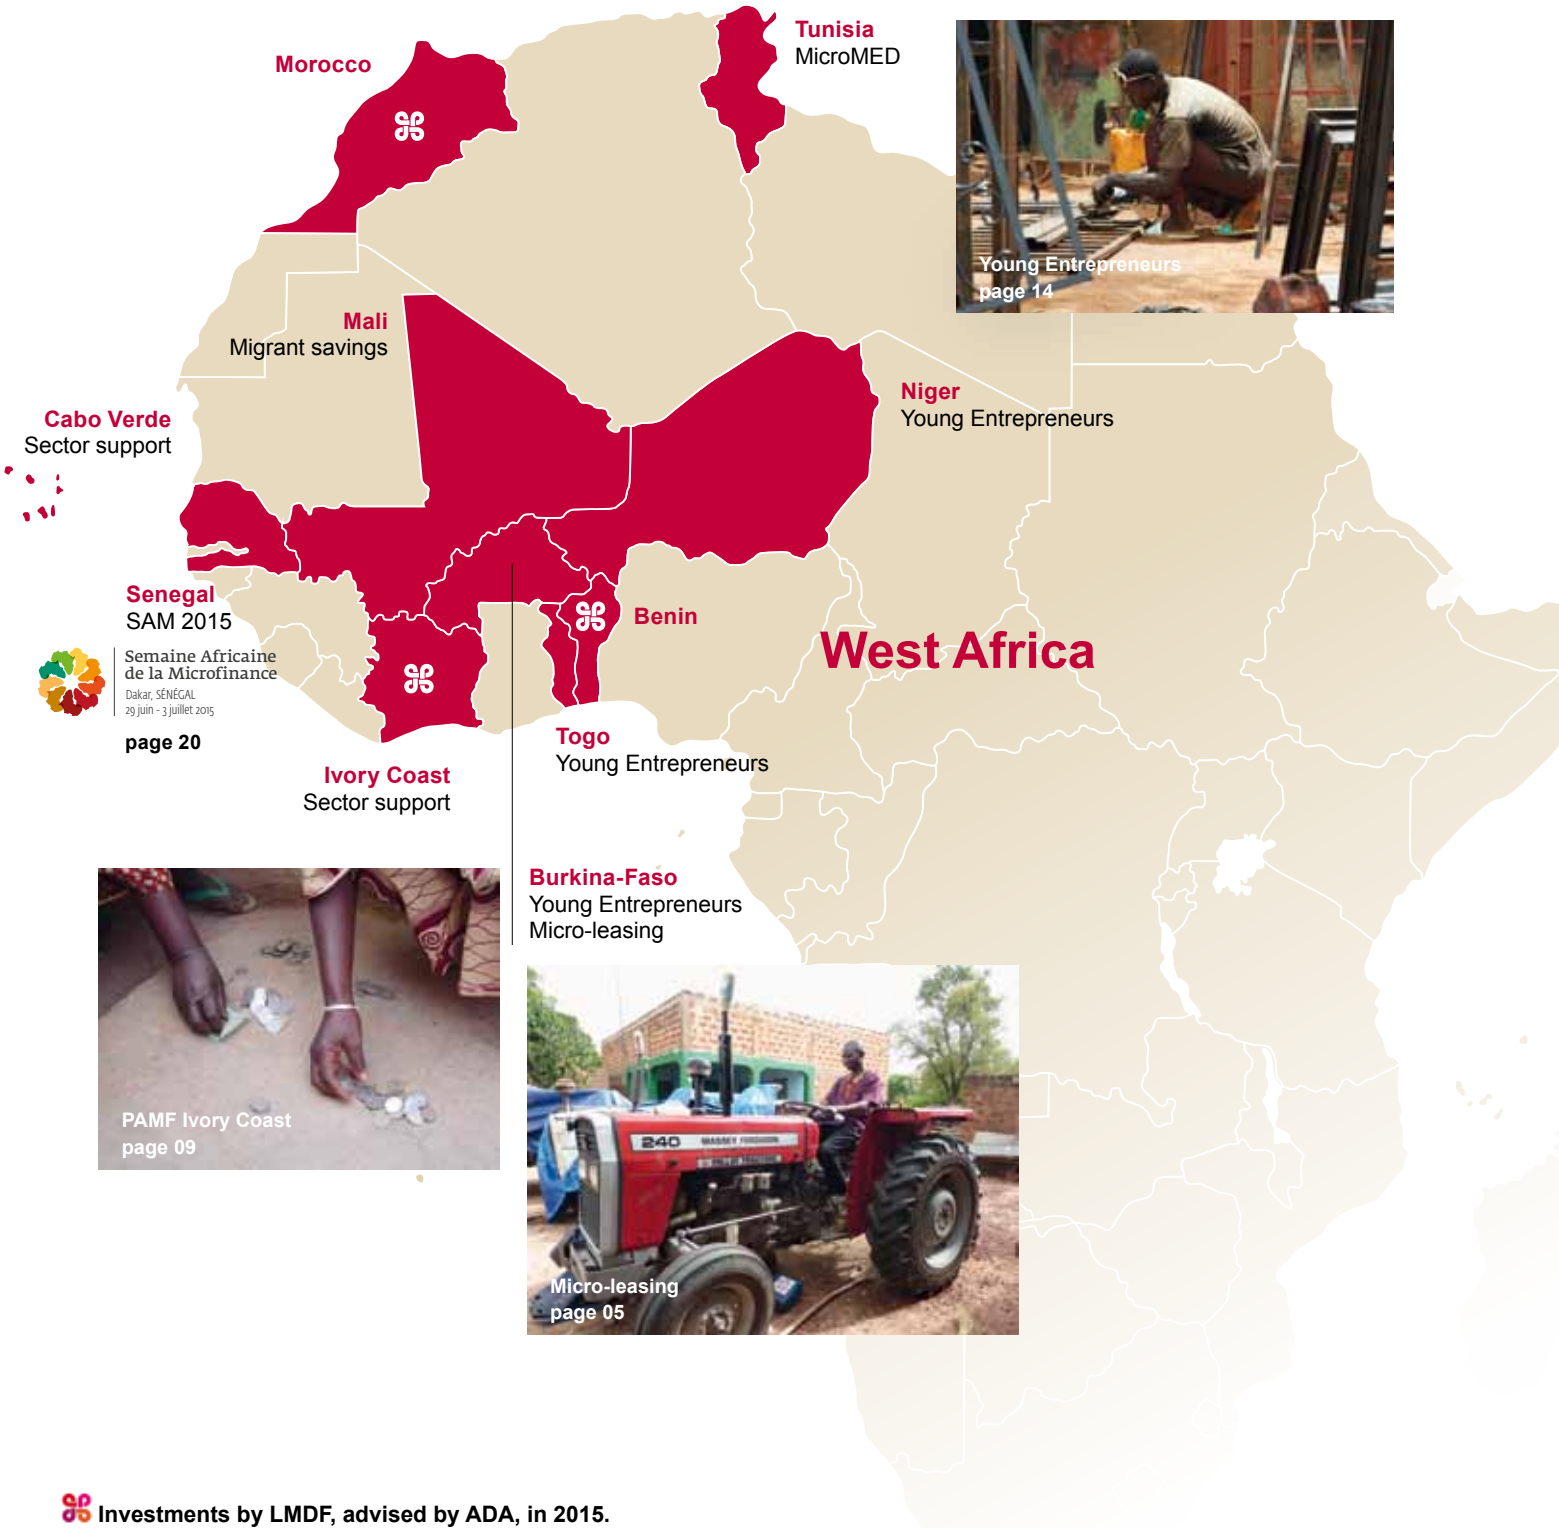 Tunisia
MicroMED
Morocco
Young Entrepreneurs
page 14
Mali
Migrant savings
Niger
Young Entrepreneurs
Cabo Verde
Sector support
Senegal
SAM 2015
Semaine Africaine
de la Microfinance
Dakar, SÉNÉGAL
29 juin - 3 juillet 2015
page 20
Benin
West Africa
Togo
Young Entrepreneurs
Ivory Coast
Sector support
Burkina-Faso
Young Entrepreneurs
Micro-leasing
PAMF Ivory Coast
page 09
240
MASSEY FERGUSON
Micro-leasing
page 05
Investments by LMDF, advised by ADA, in 2015.